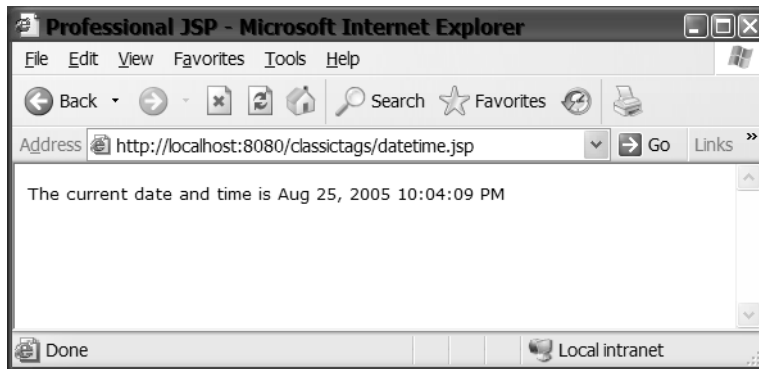 Professional JSP - Microsoft Internet Explorer
File Edit View Favorites Tools Help
Back Search Favorites
Address http://localhost:8080/classictags/datetime.jsp Go Links »
The current date and time is Aug 25, 2005 10:04:09 PM
Done Local intranet